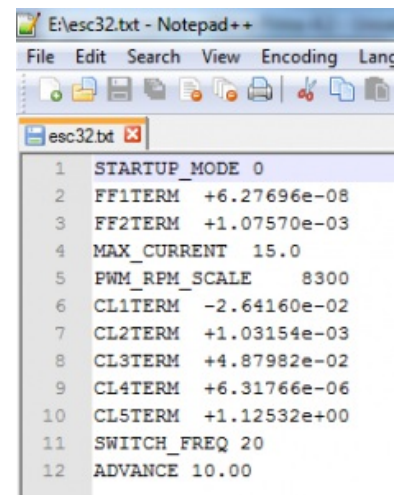 E:\esc32.txt - Notepad++
File Edit Search View Encoding Lang
esc32.txt
1 STARTUP_MODE 0
2 FF1TERM +6.27696e-08
3 FF2TERM +1.07570e-03
4 MAX_CURRENT 15.0
5 PWM_RPM_SCALE 8300
6 CL1TERM -2.64160e-02
7 CL2TERM +1.03154e-03
8 CL3TERM +4.87982e-02
9 CL4TERM +6.31766e-06
10 CL5TERM +1.12532e+00
11 SWITCH_FREQ 20
12 ADVANCE 10.00